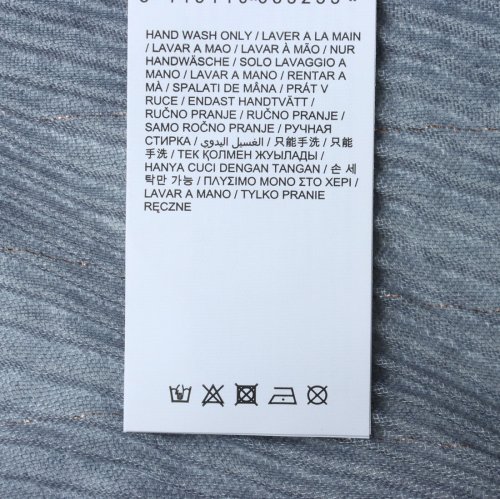 HAND WASH ONLY / LAVER A LA MAIN
/ LAVAR A MAO / LAVAR À MÃO / NUR
HANDWÄSCHE / SOLO LAVAGGIO A
MANO / LAVAR A MANO / RENTAR A
MÀ / SPALATI DE MÂNA / PRÁT V
RUCE / ENDAST HANDTVÄTT /
RUČNO PRANJE / RUČNO PRANJE /
SAMO ROČNO PRANJE / РУЧНАЯ
СТИРКА / الغسيل اليدوي / 只能手洗 / 只能
手洗 / ТЕК ҚОЛМЕН ЖУЫЛАДЫ /
HANYA CUCI DENGAN TANGAN / 손 세
탁만 가능 / ΠΛΥΣΙΜΟ ΜΟΝΟ ΣΤΟ ΧΕΡΙ /
LAVAR A MANO / TYLKO PRANIE
RĘCZNE